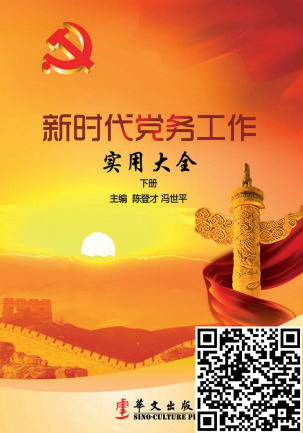 新时代党务工作
实用大全
下册
主编 陈登才 冯世平
華文出版
SINO-CULTURE P